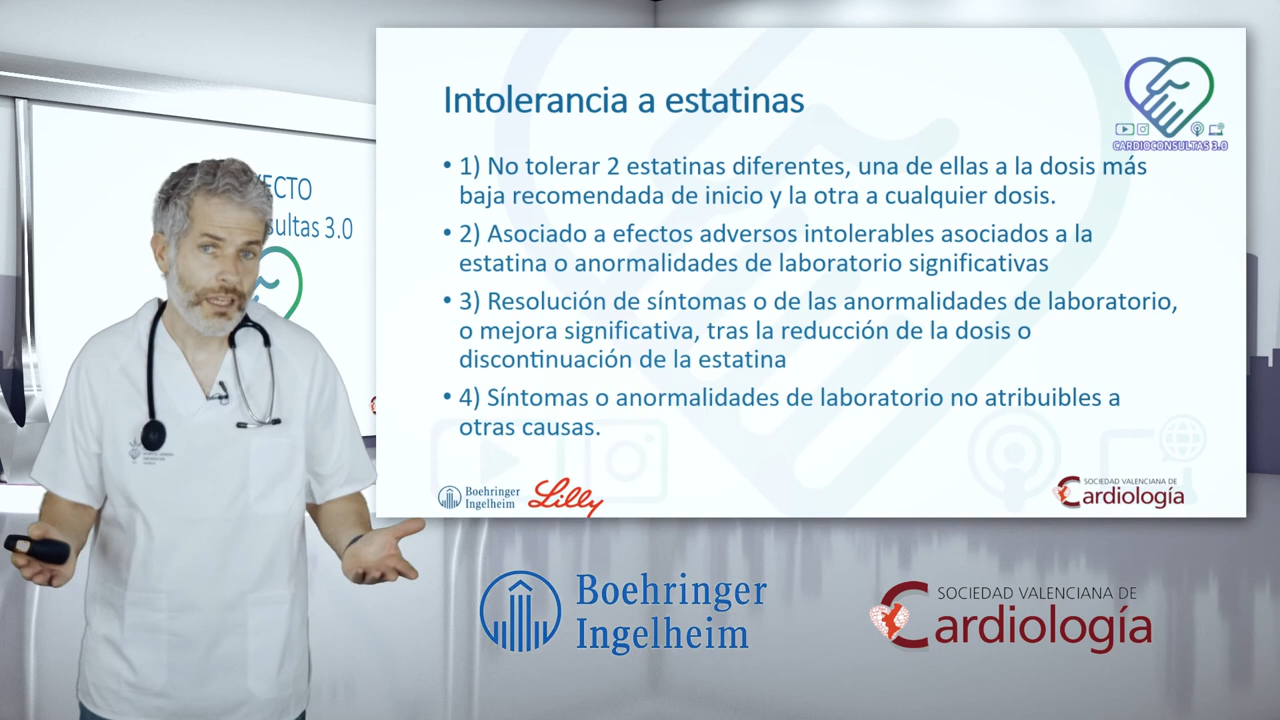 Intolerancia a estatinas
CARDIOCONSULTAS 3.0
• 1) No tolerar 2 estatinas diferentes, una de ellas a la dosis más
baja recomendada de inicio y la otra a cualquier dosis.
• 2) Asociado a efectos adversos intolerables asociados a la
estatina o anormalidades de laboratorio significativas
• 3) Resolución de síntomas o de las anormalidades de laboratorio,
o mejora significativa, tras la reducción de la dosis o
discontinuación de la estatina
• 4) Síntomas o anormalidades de laboratorio no atribuibles a
otras causas.
Boehringer
Ingelheim
Lilly
SOCIEDAD VALENCIANA DE
Cardiología
3.0
Boehringer
Ingelheim
SOCIEDAD VALENCIANA DE
Cardiología